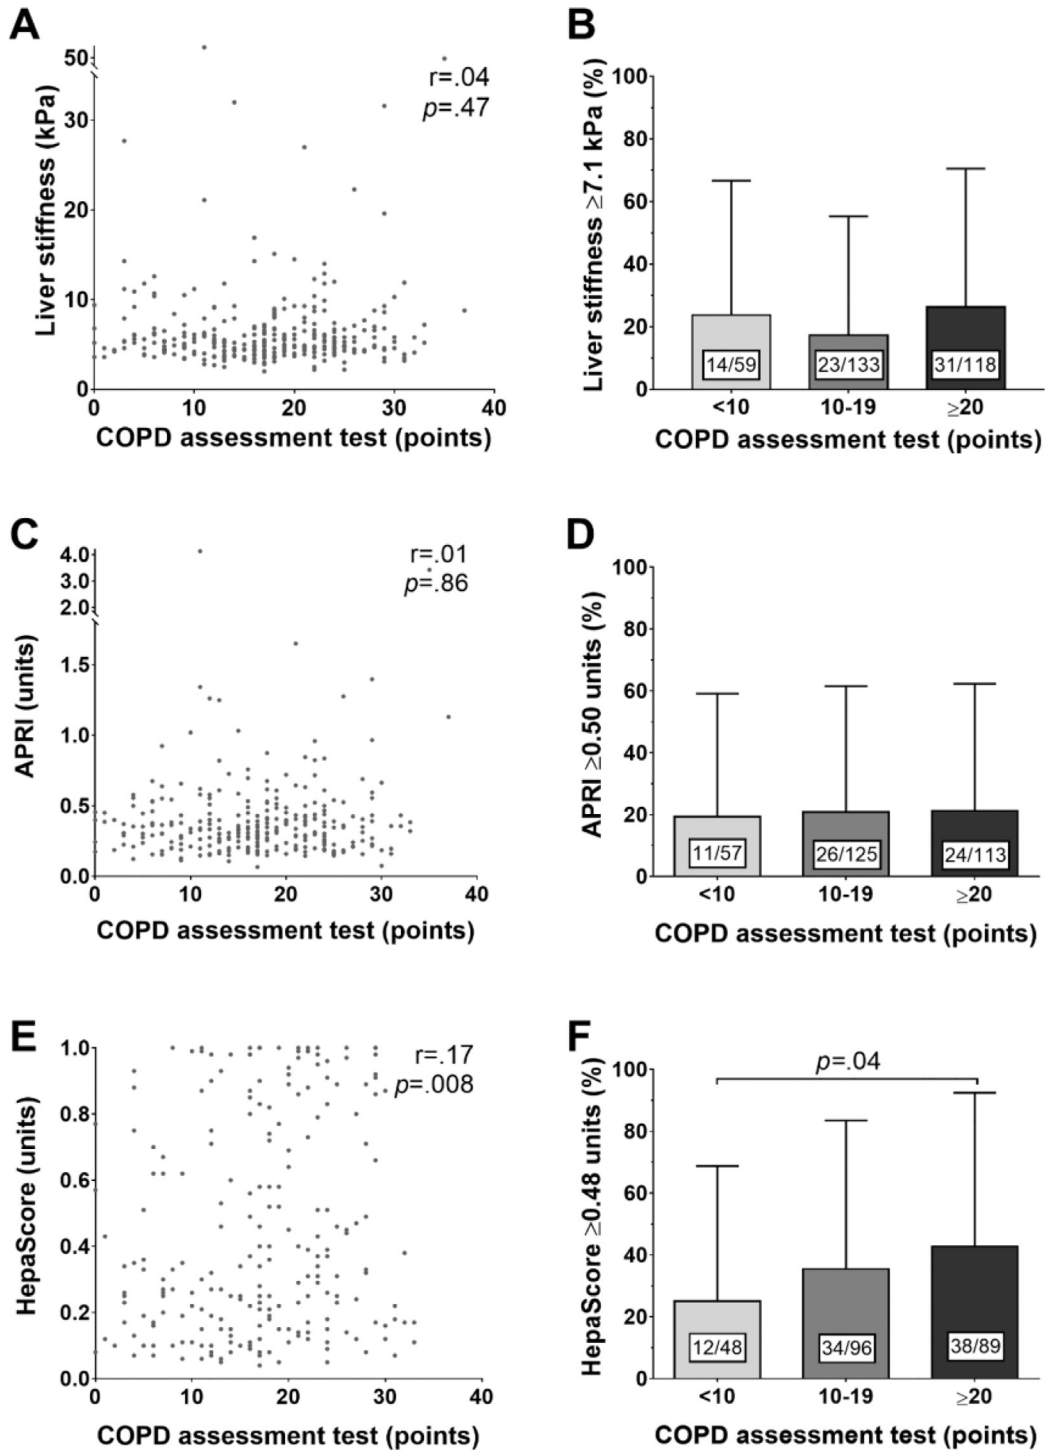 A
Liver stiffness (kPa)
50
30
20
10
0
0 10 20 30 40
COPD assessment test (points)
r=.04
p=.47
B
Liver stiffness ≥7.1 kPa (%)
100
80
60
40
20
0
14/59 23/133 31/118
<10 10-19 ≥20
COPD assessment test (points)
C
APRI (units)
4.0
3.0
2.0
1.5
1.0
0.5
0.0
0 10 20 30 40
COPD assessment test (points)
r=.01
p=.86
D
APRI ≥0.50 units (%)
100
80
60
40
20
0
11/57 26/125 24/113
<10 10-19 ≥20
COPD assessment test (points)
E
HepaScore (units)
1.0
0.8
0.6
0.4
0.2
0.0
0 10 20 30 40
COPD assessment test (points)
r=.17
p=.008
F
HepaScore ≥0.48 units (%)
100
80
60
40
20
0
p=.04
12/48 34/96 38/89
<10 10-19 ≥20
COPD assessment test (points)